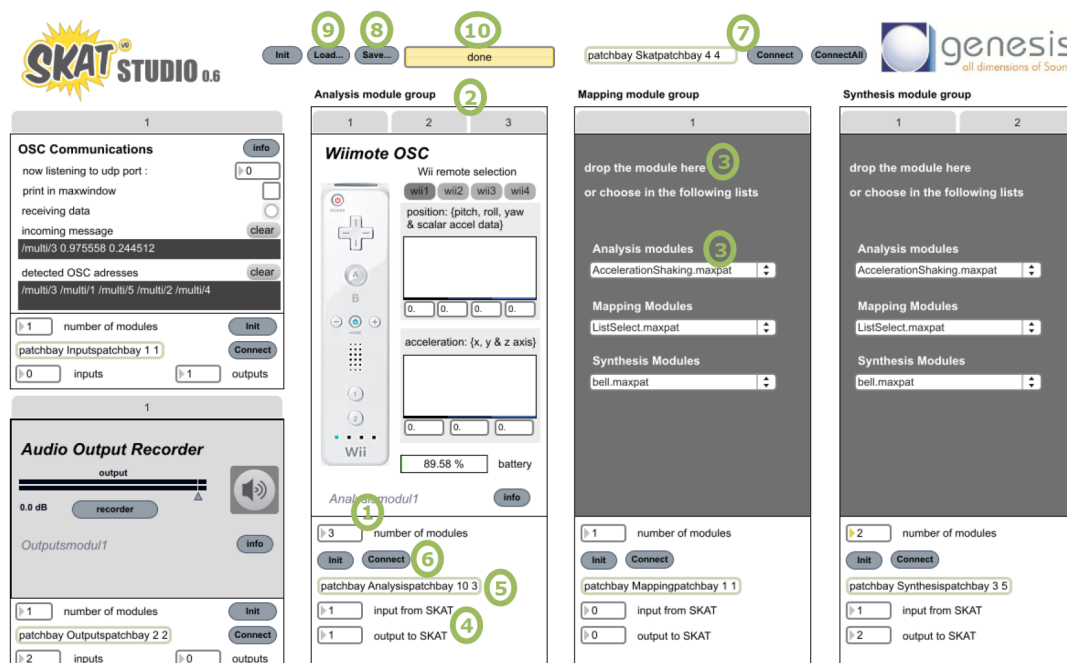 SKAT v6 STUDIO 0.6
Init
9
Load...
8
Save...
10
done
patchbay Skatpatchbay 4 4
7
Connect
ConnectAll
genesis
all dimensions of Soun
1
OSC Communications
info
now listening to udp port :
0
print in maxwindow
receiving data
incoming message
clear
/multi/3 0.975558 0.244512
detected OSC adresses
clear
/multi/3 /multi/1 /multi/5 /multi/2 /multi/4
1 number of modules
Init
patchbay Inputspatchbay 1 1
Connect
0 inputs
1 outputs
1
Audio Output Recorder
output
0.0 dB
recorder
Outputsmodul1
info
1 number of modules
Init
patchbay Outputspatchbay 2 2
Connect
2 inputs
0 outputs
Analysis module group
2
1 2 3
Wiimote OSC
Wii remote selection
wii1 wii2 wii3 wii4
POWER
position: {pitch, roll, yaw
& scalar accel data}
A
B
HOME
0. 0. 0. 0.
acceleration: {x, y & z axis}
1
2
0. 0. 0.
Wii
89.58 % battery
Analysismodul1
info
1
3 number of modules
Init
Connect
6
patchbay Analysispatchbay 10 3
5
1 input from SKAT
4
1 output to SKAT
Mapping module group
1
drop the module here
3
or choose in the following lists
Analysis modules
3
AccelerationShaking.maxpat
Mapping Modules
ListSelect.maxpat
Synthesis Modules
bell.maxpat
1 number of modules
Init
Connect
patchbay Mappingpatchbay 1 1
0 input from SKAT
0 output to SKAT
Synthesis module group
1 2
drop the module here
or choose in the following lists
Analysis modules
AccelerationShaking.maxpat
Mapping Modules
ListSelect.maxpat
Synthesis Modules
bell.maxpat
2 number of modules
Init
Connect
patchbay Synthesispatchbay 3 5
1 input from SKAT
2 output to SKAT